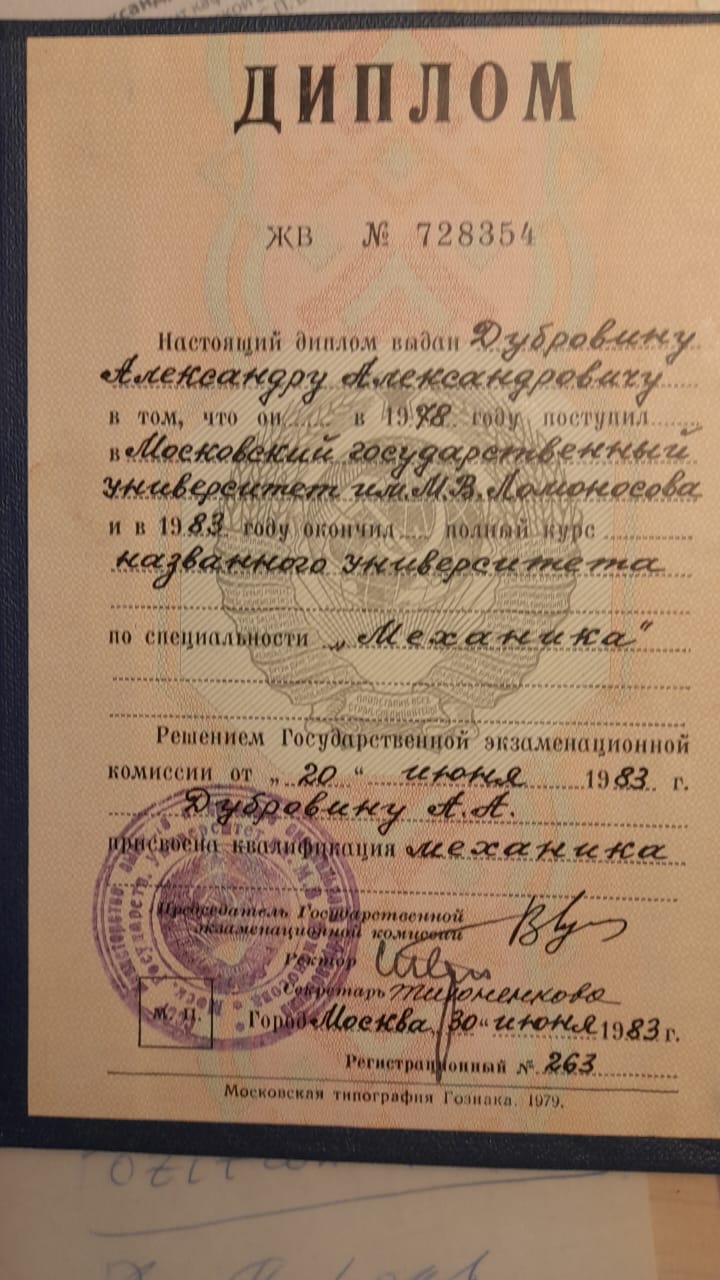 ДИПЛОМ
ЖВ № 728354
Настоящий диплом выдан Дубровину
Александру Александровичу
в том, что он в 1978 году поступил
в Московский государственный
университет им. М.В. Ломоносова
и в 1983 году окончил полный курс
названного университета
по специальности „Механика"
Решением Государственной экзаменационной
комиссии от „20“ июня 1983 г.
Дубровину А.А.
присвоена квалификация механика
Председатель Государственной
экзаменационной комиссии
Ректор
Секретарь
М. П.
Город Москва „30“ июня 1983 г.
Регистрационный № 263
Московская типография Гознака. 1979.